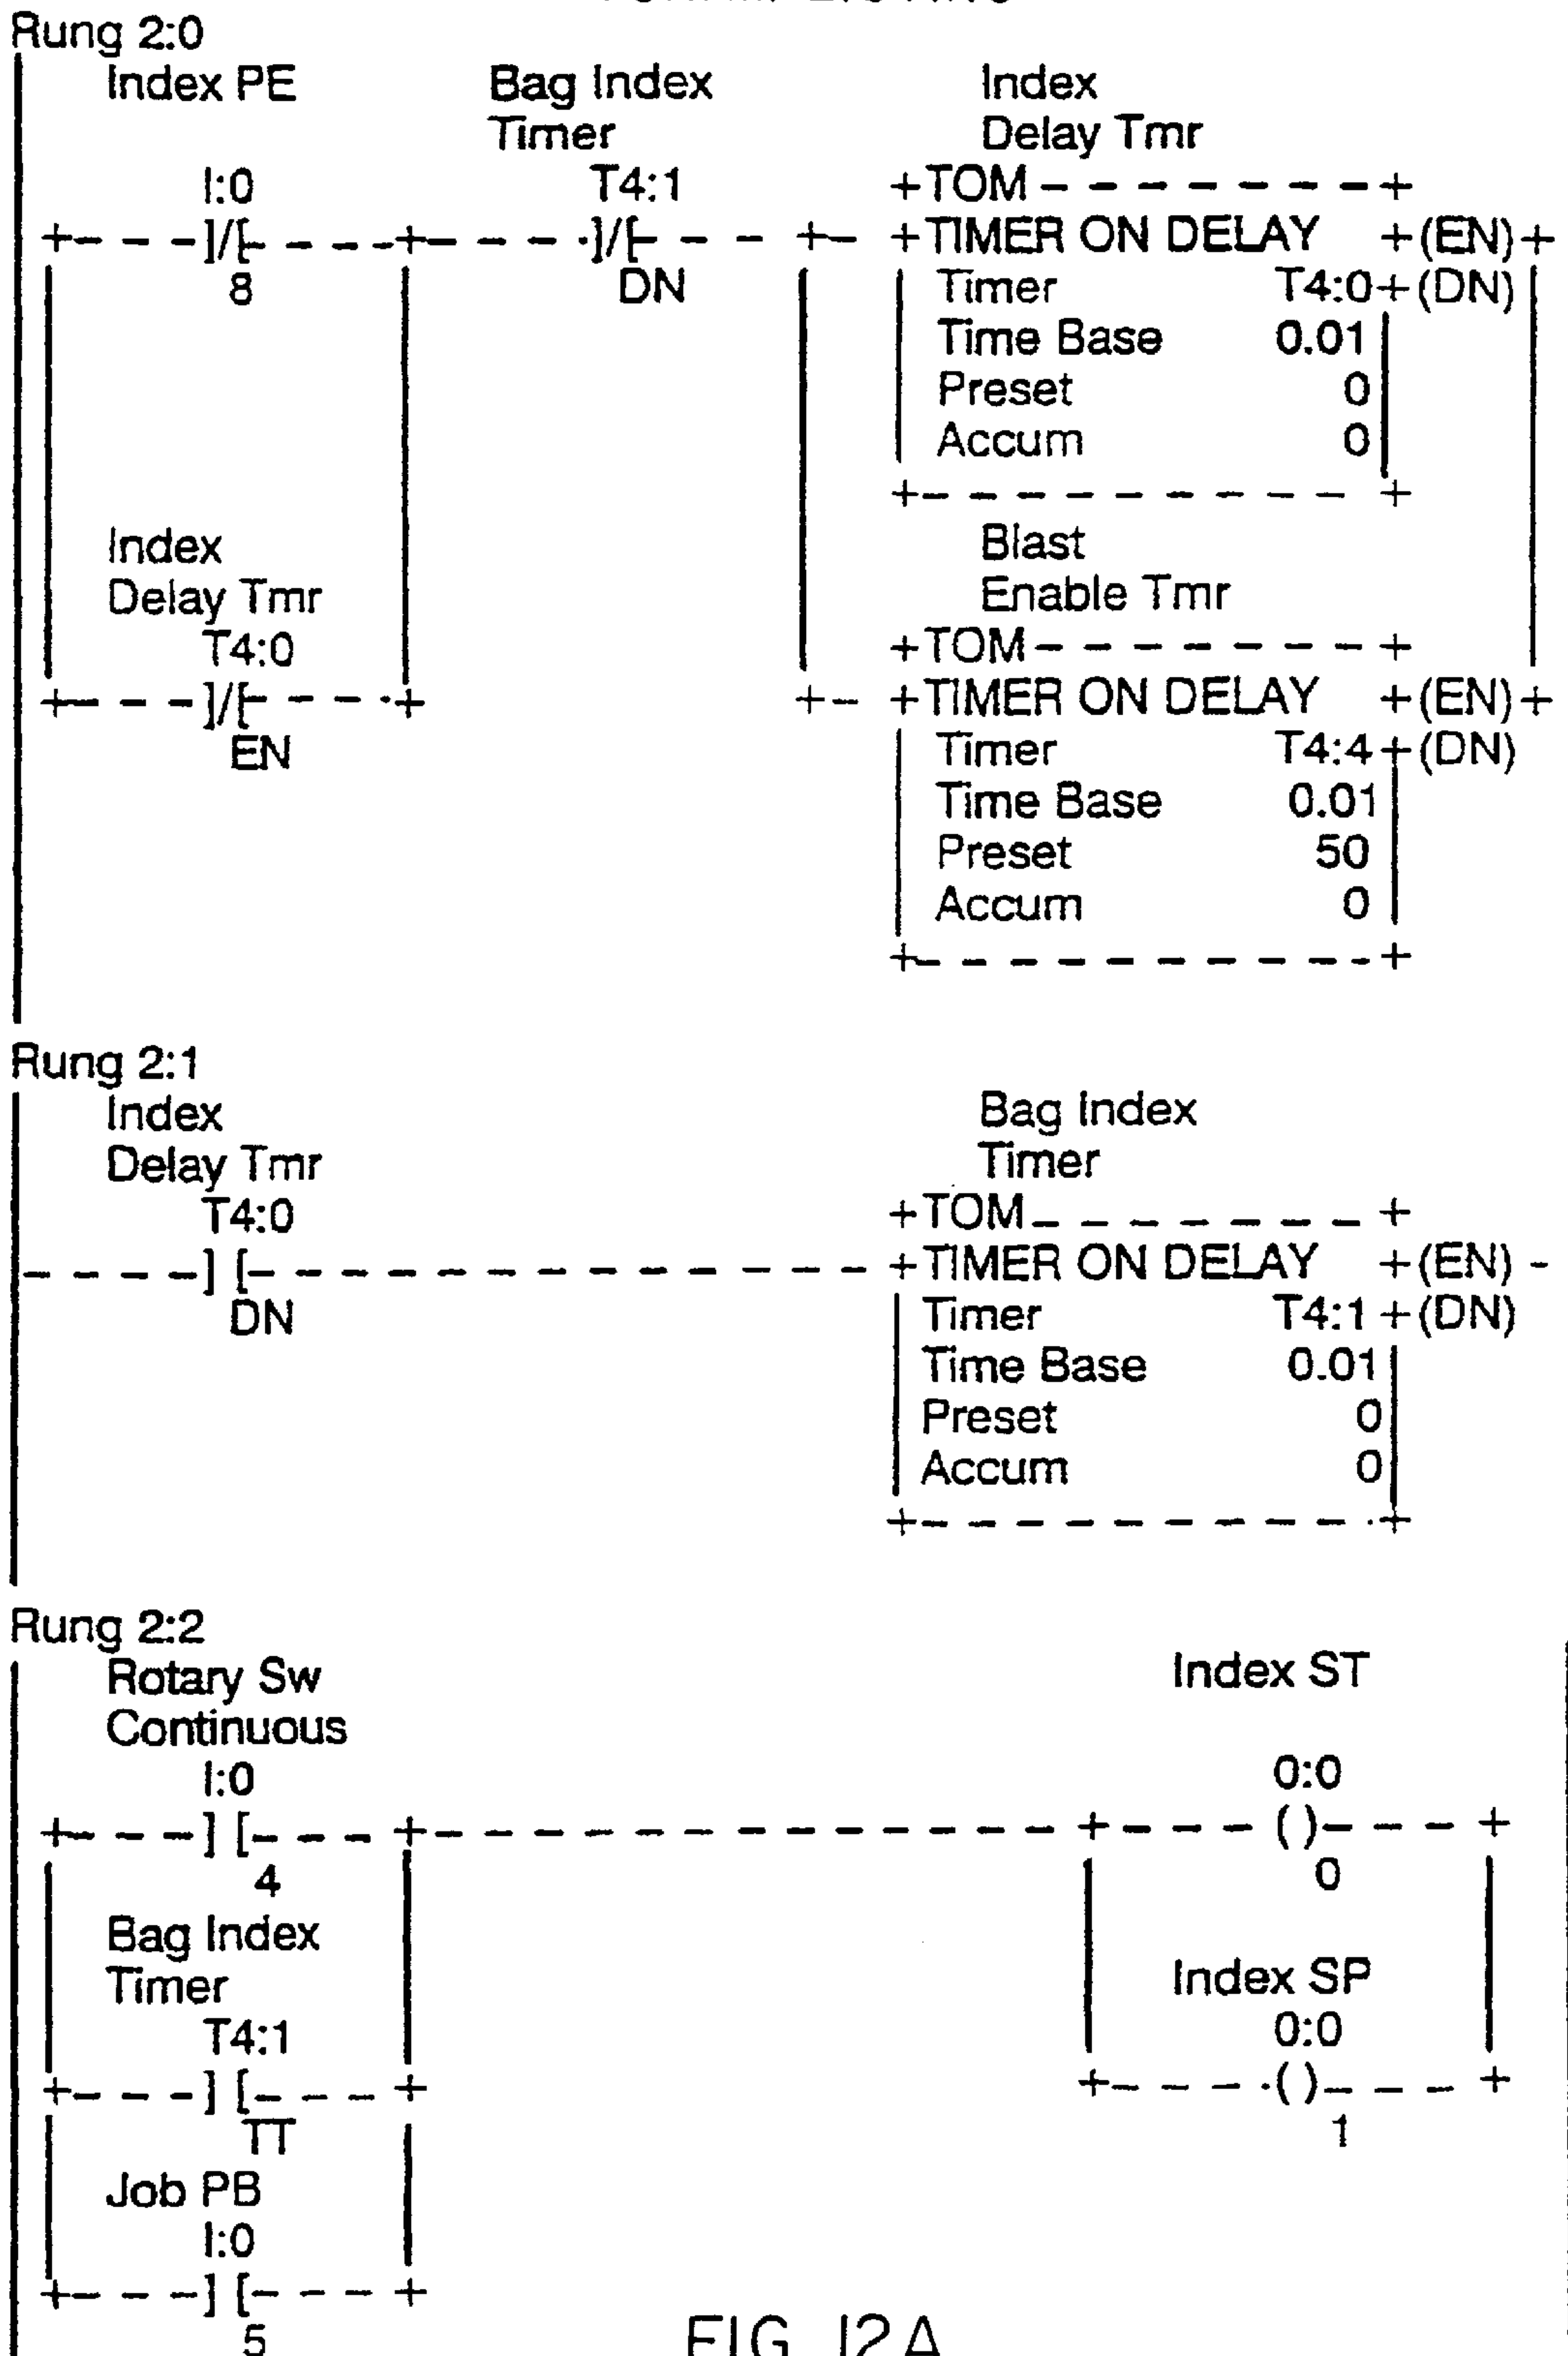 Rung 2:0
Index PE Bag Index Index
Timer Delay Tmr
I:0 T4:1 +TOM - - - - - - - +
+- - -]/[- - - -+- - - -]/[- - - +- +TIMER ON DELAY +(EN)+
8 DN Timer T4:0+(DN)
Time Base 0.01
Preset 0
Accum 0
+- - - - - - - - - - +
Index Blast
Delay Tmr Enable Tmr
T4:0 +TOM- - - - - - - - +
+- - -]/[- - - -+ +- +TIMER ON DELAY +(EN)+
EN Timer T4:4+(DN)
Time Base 0.01
Preset 50
Accum 0
+- - - - - - - - - - -+
Rung 2:1
Index Bag Index
Delay Tmr Timer
T4:0 +TOM- - - - - - - +
- - - -] [- - - - - - - - - - - - - +TIMER ON DELAY +(EN) -
DN Timer T4:1 +(DN)
Time Base 0.01
Preset 0
Accum 0
+- - - - - - - - - - -+
Rung 2:2
Rotary Sw Index ST
Continuous
I:0 0:0
+- - -] [- - - +- - - - - - - - - - - - - - +- - - ()- - - +
4 0
Bag Index
Timer Index SP
T4:1 0:0
+- - -] [- - - + +- - - -()- - - +
TT 1
Job PB
I:0
+- - -] [- - - +
5
FIG. 12A